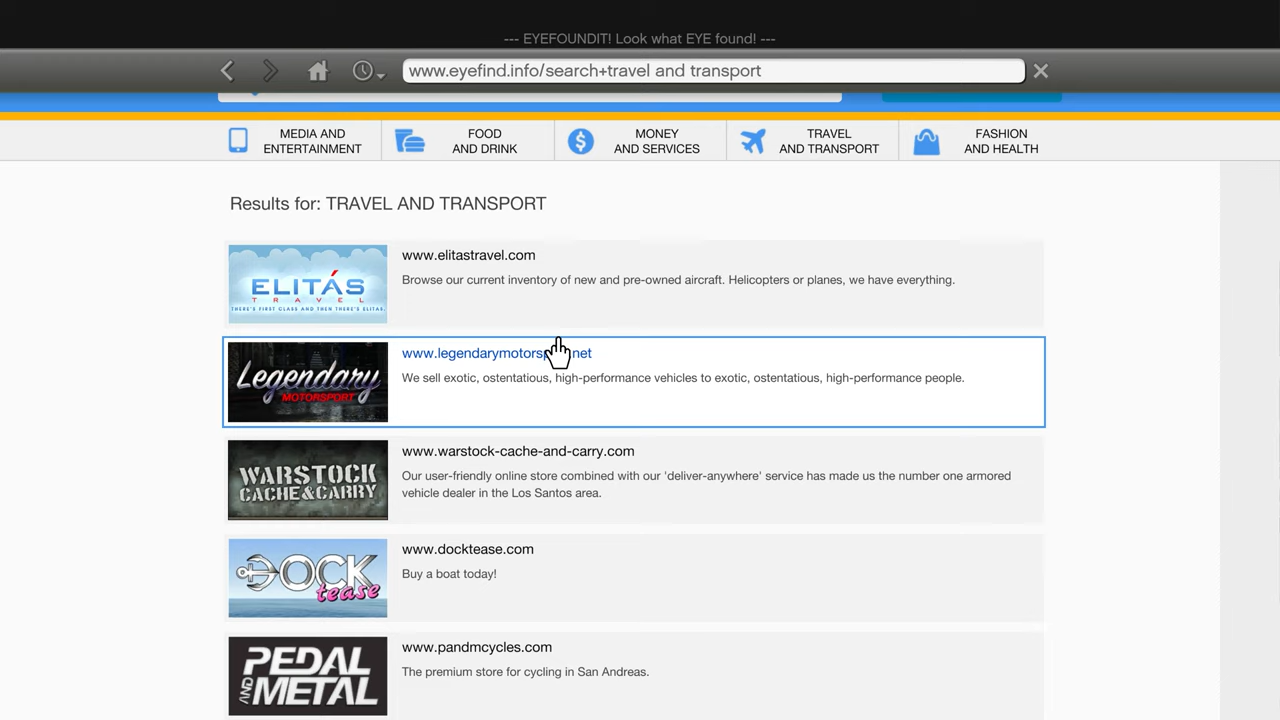 --- EYEFOUNDIT! Look what EYE found! ---
www.eyefind.info/search+travel and transport
MEDIA AND
ENTERTAINMENT
FOOD
AND DRINK
MONEY
AND SERVICES
TRAVEL
AND TRANSPORT
FASHION
AND HEALTH
Results for: TRAVEL AND TRANSPORT
ELITÁS
TRAVEL
THERE'S FIRST CLASS AND THEN THERE'S ELITAS.
www.elitastravel.com
Browse our current inventory of new and pre-owned aircraft. Helicopters or planes, we have everything.
Legendary
MOTORSPORT
www.legendarymotorsp net
We sell exotic, ostentatious, high-performance vehicles to exotic, ostentatious, high-performance people.
WARSTOCK
CACHE&CARRY
www.warstock-cache-and-carry.com
Our user-friendly online store combined with our 'deliver-anywhere' service has made us the number one armored
vehicle dealer in the Los Santos area.
DOCK
tease
www.docktease.com
Buy a boat today!
PEDAL
AND METAL
www.pandmcycles.com
The premium store for cycling in San Andreas.